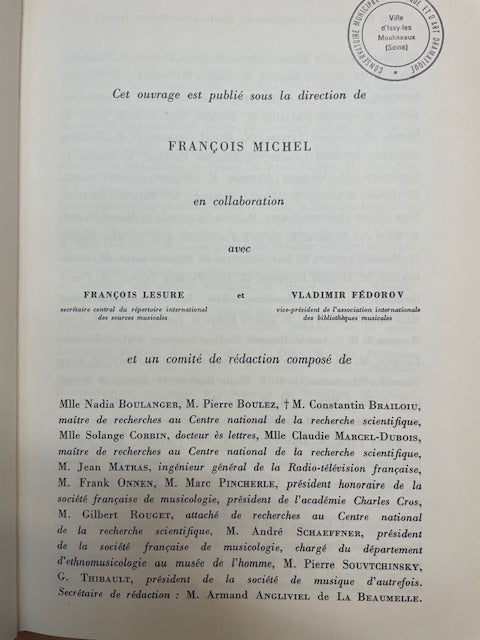 CONSERVATOIRE MUNICIPAL
ET D'ART DRAMATIQUE
Ville
d'Issy-les
Moulineaux
(Seine)
Cet ouvrage est publié sous la direction de
FRANÇOIS MICHEL
en collaboration
avec
FRANÇOIS LESURE et VLADIMIR FÉDOROV
secrétaire central du répertoire international vice-président de l'association internationale
des sources musicales des bibliothèques musicales
et un comité de rédaction composé de
Mlle Nadia BOULANGER, M. Pierre BOULEZ, † M. Constantin BRAILOIU,
maître de recherches au Centre national de la recherche scientifique,
Mlle Solange CORBIN, docteur ès lettres, Mlle Claudie MARCEL-DUBOIS,
maître de recherches au Centre national de la recherche scientifique,
M. Jean MATRAS, ingénieur général de la Radio-télévision française,
M. Frank ONNEN, M. Marc PINCHERLE, président honoraire de la
société française de musicologie, président de l'académie Charles Cros,
M. Gilbert ROUGET, attaché de recherches au Centre national
de la recherche scientifique, M. André SCHAEFFNER, président
de la société française de musicologie, chargé du département
d'ethnomusicologie au musée de l'homme, M. Pierre SOUVTCHINSKY,
G. THIBAULT, président de la société de musique d'autrefois.
Secrétaire de rédaction : M. Armand ANGLIVIEL de LA BEAUMELLE.